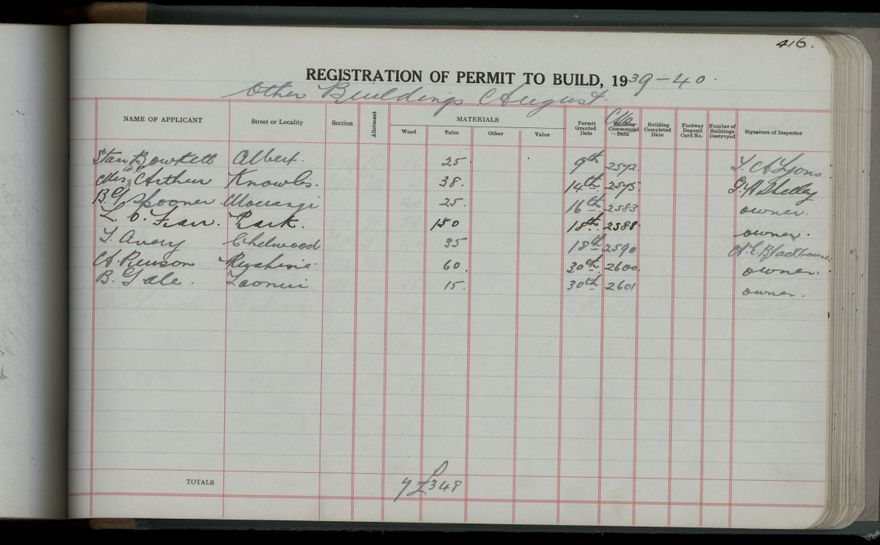 416.
REGISTRATION OF PERMIT TO BUILD, 1939-40.
Other Buildings August.
NAME OF APPLICANT Street or Locality Section Allotment MATERIALS Wood Value Other Value Permit Granted Date No. Building Commenced Date Building Completed Date Footway Deposit Card No. Number of Buildings Destroyed Signature of Inspector
Stan Bowkett Albert. 25. 9th 2572
Mrs Arthur Knowles. 38. 14th 2575
B. Spooner 25. 16th 2583 owner.
Park. 150 18th 2588 owner.
T. Avery Chelwood 35 18th 2590 Blackburn
60. 30th 2600 owner.
B. Gale. Taonui 15. 30th 2601 owner.
TOTALS 7 £348